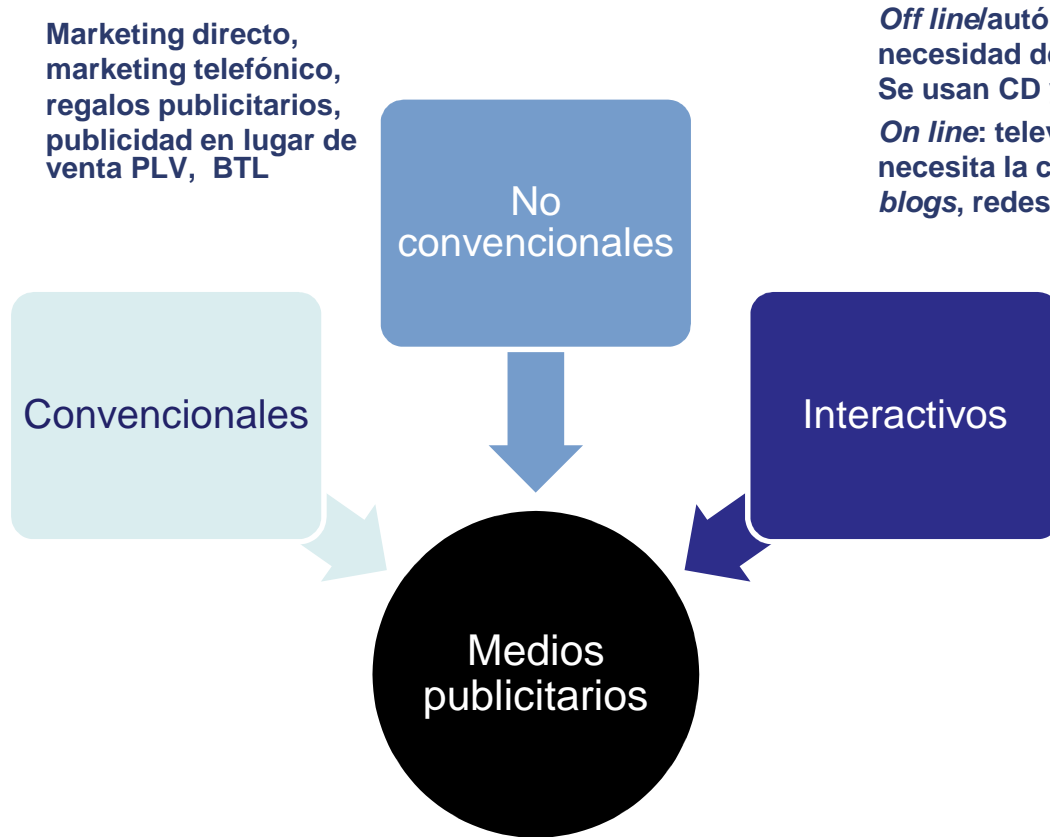 Marketing directo,
marketing telefónico,
regalos publicitarios,
publicidad en lugar de
venta PLV, BTL
Off line/
necesidad
Se usan CD
On line:
necesita la
blogs, redes
No
convencionales
Convencionales
Interactivos
Medios
publicitarios